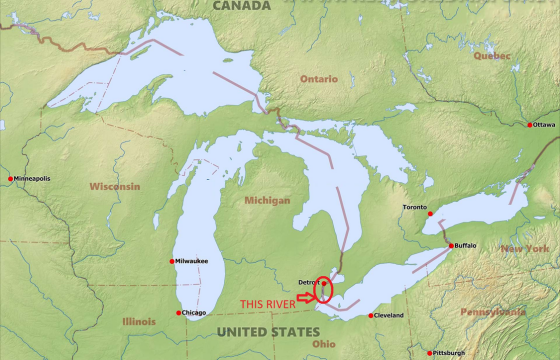 CANADA
Quebec
Ontario
Ottawa
Minneapolis
Wisconsin
Michigan
Toronto
New York
Buffalo
Milwaukee
Detroit
THIS RIVER
Chicago
Illinois
Cleveland
Pennsylvania
UNITED STATES
Ohio
Pittsburgh